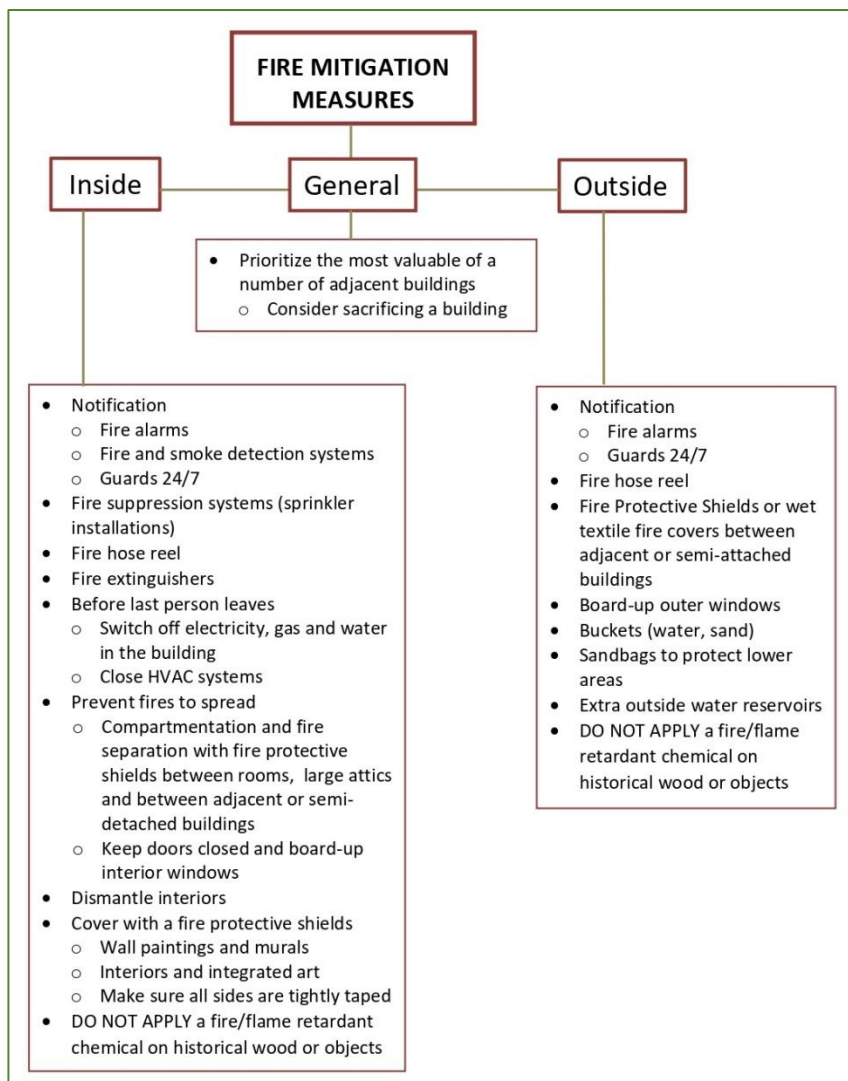 FIRE MITIGATION
MEASURES
Inside
General
Outside
• Prioritize the most valuable of a
number of adjacent buildings
o Consider sacrificing a building
• Notification
o Fire alarms
o Fire and smoke detection systems
o Guards 24/7
• Fire suppression systems (sprinkler
installations)
• Fire hose reel
• Fire extinguishers
• Before last person leaves
o Switch off electricity, gas and water
in the building
o Close HVAC systems
• Prevent fires to spread
o Compartmentation and fire
separation with fire protective
shields between rooms, large attics
and between adjacent or semi-
detached buildings
o Keep doors closed and board-up
interior windows
• Dismantle interiors
• Cover with a fire protective shields
o Wall paintings and murals
o Interiors and integrated art
o Make sure all sides are tightly taped
• DO NOT APPLY a fire/flame retardant
chemical on historical wood or objects
• Notification
o Fire alarms
o Guards 24/7
• Fire hose reel
• Fire Protective Shields or wet
textile fire covers between
adjacent or semi-attached
buildings
• Board-up outer windows
• Buckets (water, sand)
• Sandbags to protect lower
areas
• Extra outside water reservoirs
• DO NOT APPLY a fire/flame
retardant chemical on
historical wood or objects